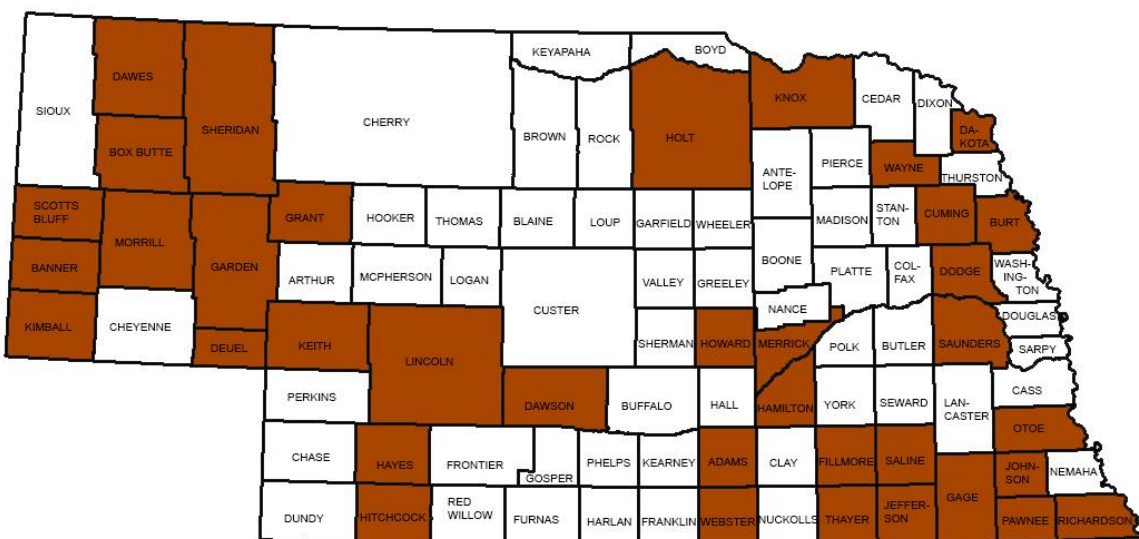 KEYAPAHA
BOYD
DAWES
SIOUX
SHERIDAN
CHERRY
BROWN
ROCK
HOLT
KNOX
CEDAR
DIXON
DA-
KOTA
BOX BUTTE
ANTE-
LOPE
PIERCE
WAYNE
THURSTON
SCOTTS
BLUFF
MORRILL
GARDEN
GRANT
HOOKER
THOMAS
BLAINE
LOUP
GARFIELD
WHEELER
MADISON
STAN-
TON
CUMING
BURT
BANNER
ARTHUR
MCPHERSON
LOGAN
CUSTER
VALLEY
GREELEY
BOONE
PLATTE
COL-
FAX
DODGE
WASH-
ING-
TON
KIMBALL
CHEYENNE
DEUEL
KEITH
LINCOLN
SHERMAN
HOWARD
NANCE
MERRICK
POLK
BUTLER
SAUNDERS
DOUGLAS
SARPY
PERKINS
DAWSON
BUFFALO
HALL
HAMILTON
YORK
SEWARD
LAN-
CASTER
CASS
OTOE
CHASE
HAYES
FRONTIER
GOSPER
PHELPS
KEARNEY
ADAMS
CLAY
FILLMORE
SALINE
JOHN-
SON
NEMAHA
DUNDY
HITCHCOCK
RED
WILLOW
FURNAS
HARLAN
FRANKLIN
WEBSTER
NUCKOLLS
THAYER
JEFFER-
SON
GAGE
PAWNEE
RICHARDSON